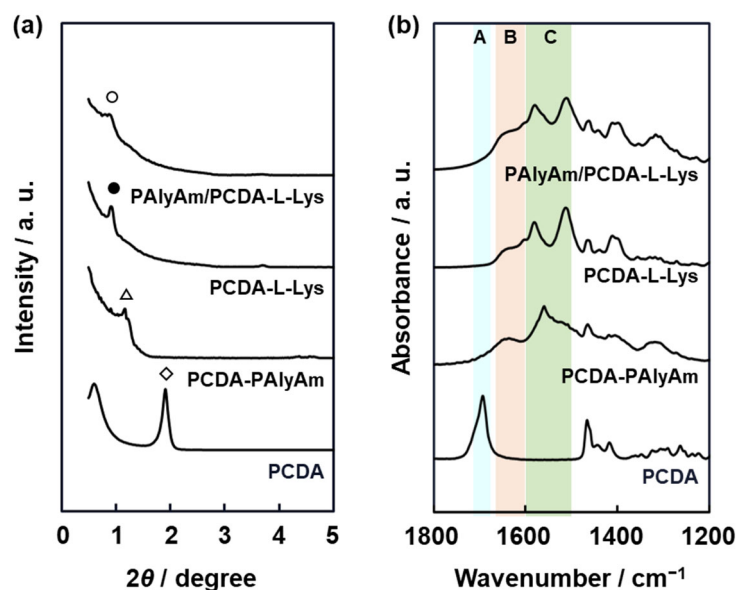 (a)
Intensity / a. u.
PAlyAm/PCDA-L-Lys
PCDA-L-Lys
PCDA-PAlyAm
PCDA
0 1 2 3 4 5
2θ / degree
(b)
A B C
Absorbance / a. u.
PAlyAm/PCDA-L-Lys
PCDA-L-Lys
PCDA-PAlyAm
PCDA
1800 1600 1400 1200
Wavenumber / cm⁻¹